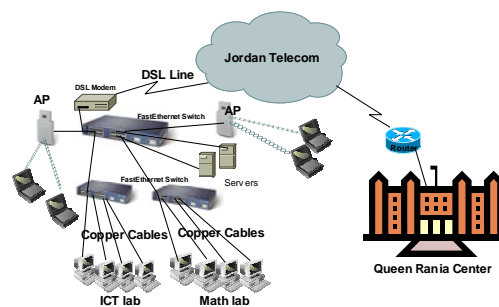 Jordan Telecom
DSL Line
DSL Modem
AP
AP
FastEthernet Switch
Router
Servers
FastEthernet Switch
Copper Cables
Copper Cables
ICT lab
Math lab
Queen Rania Center